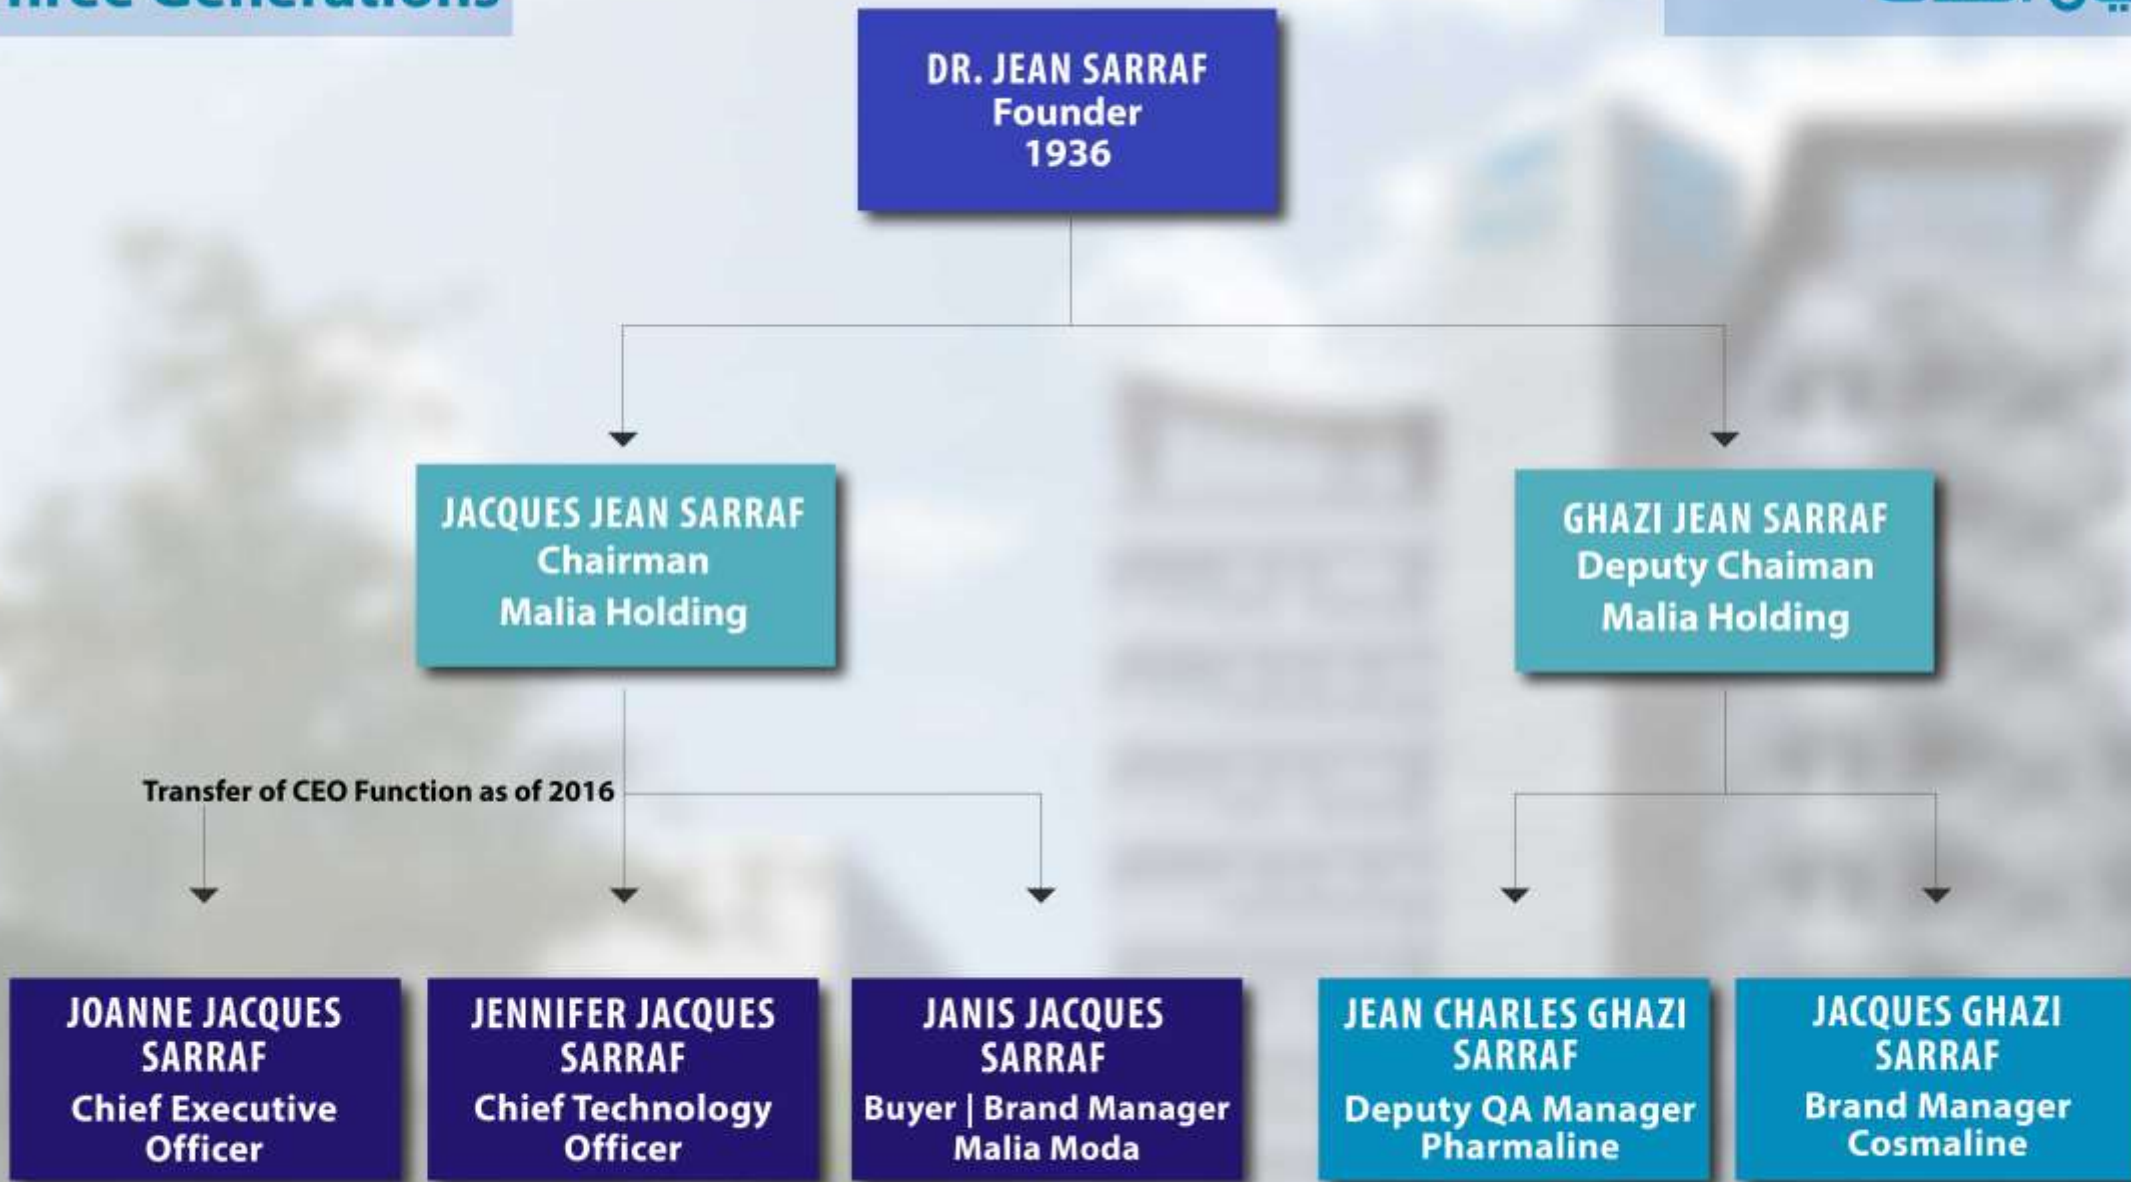 Generations
DR. JEAN SARRAF
Founder
1936
JACQUES JEAN SARRAF
Chairman
Malia Holding
GHAZI JEAN SARRAF
Deputy Chaiman
Malia Holding
Transfer of CEO Function as of 2016
JOANNE JACQUES
SARRAF
Chief Executive
Officer
JENNIFER JACQUES
SARRAF
Chief Technology
Officer
JANIS JACQUES
SARRAF
Buyer | Brand Manager
Malia Moda
JEAN CHARLES GHAZI
SARRAF
Deputy QA Manager
Pharmaline
JACQUES GHAZI
SARRAF
Brand Manager
Cosmaline